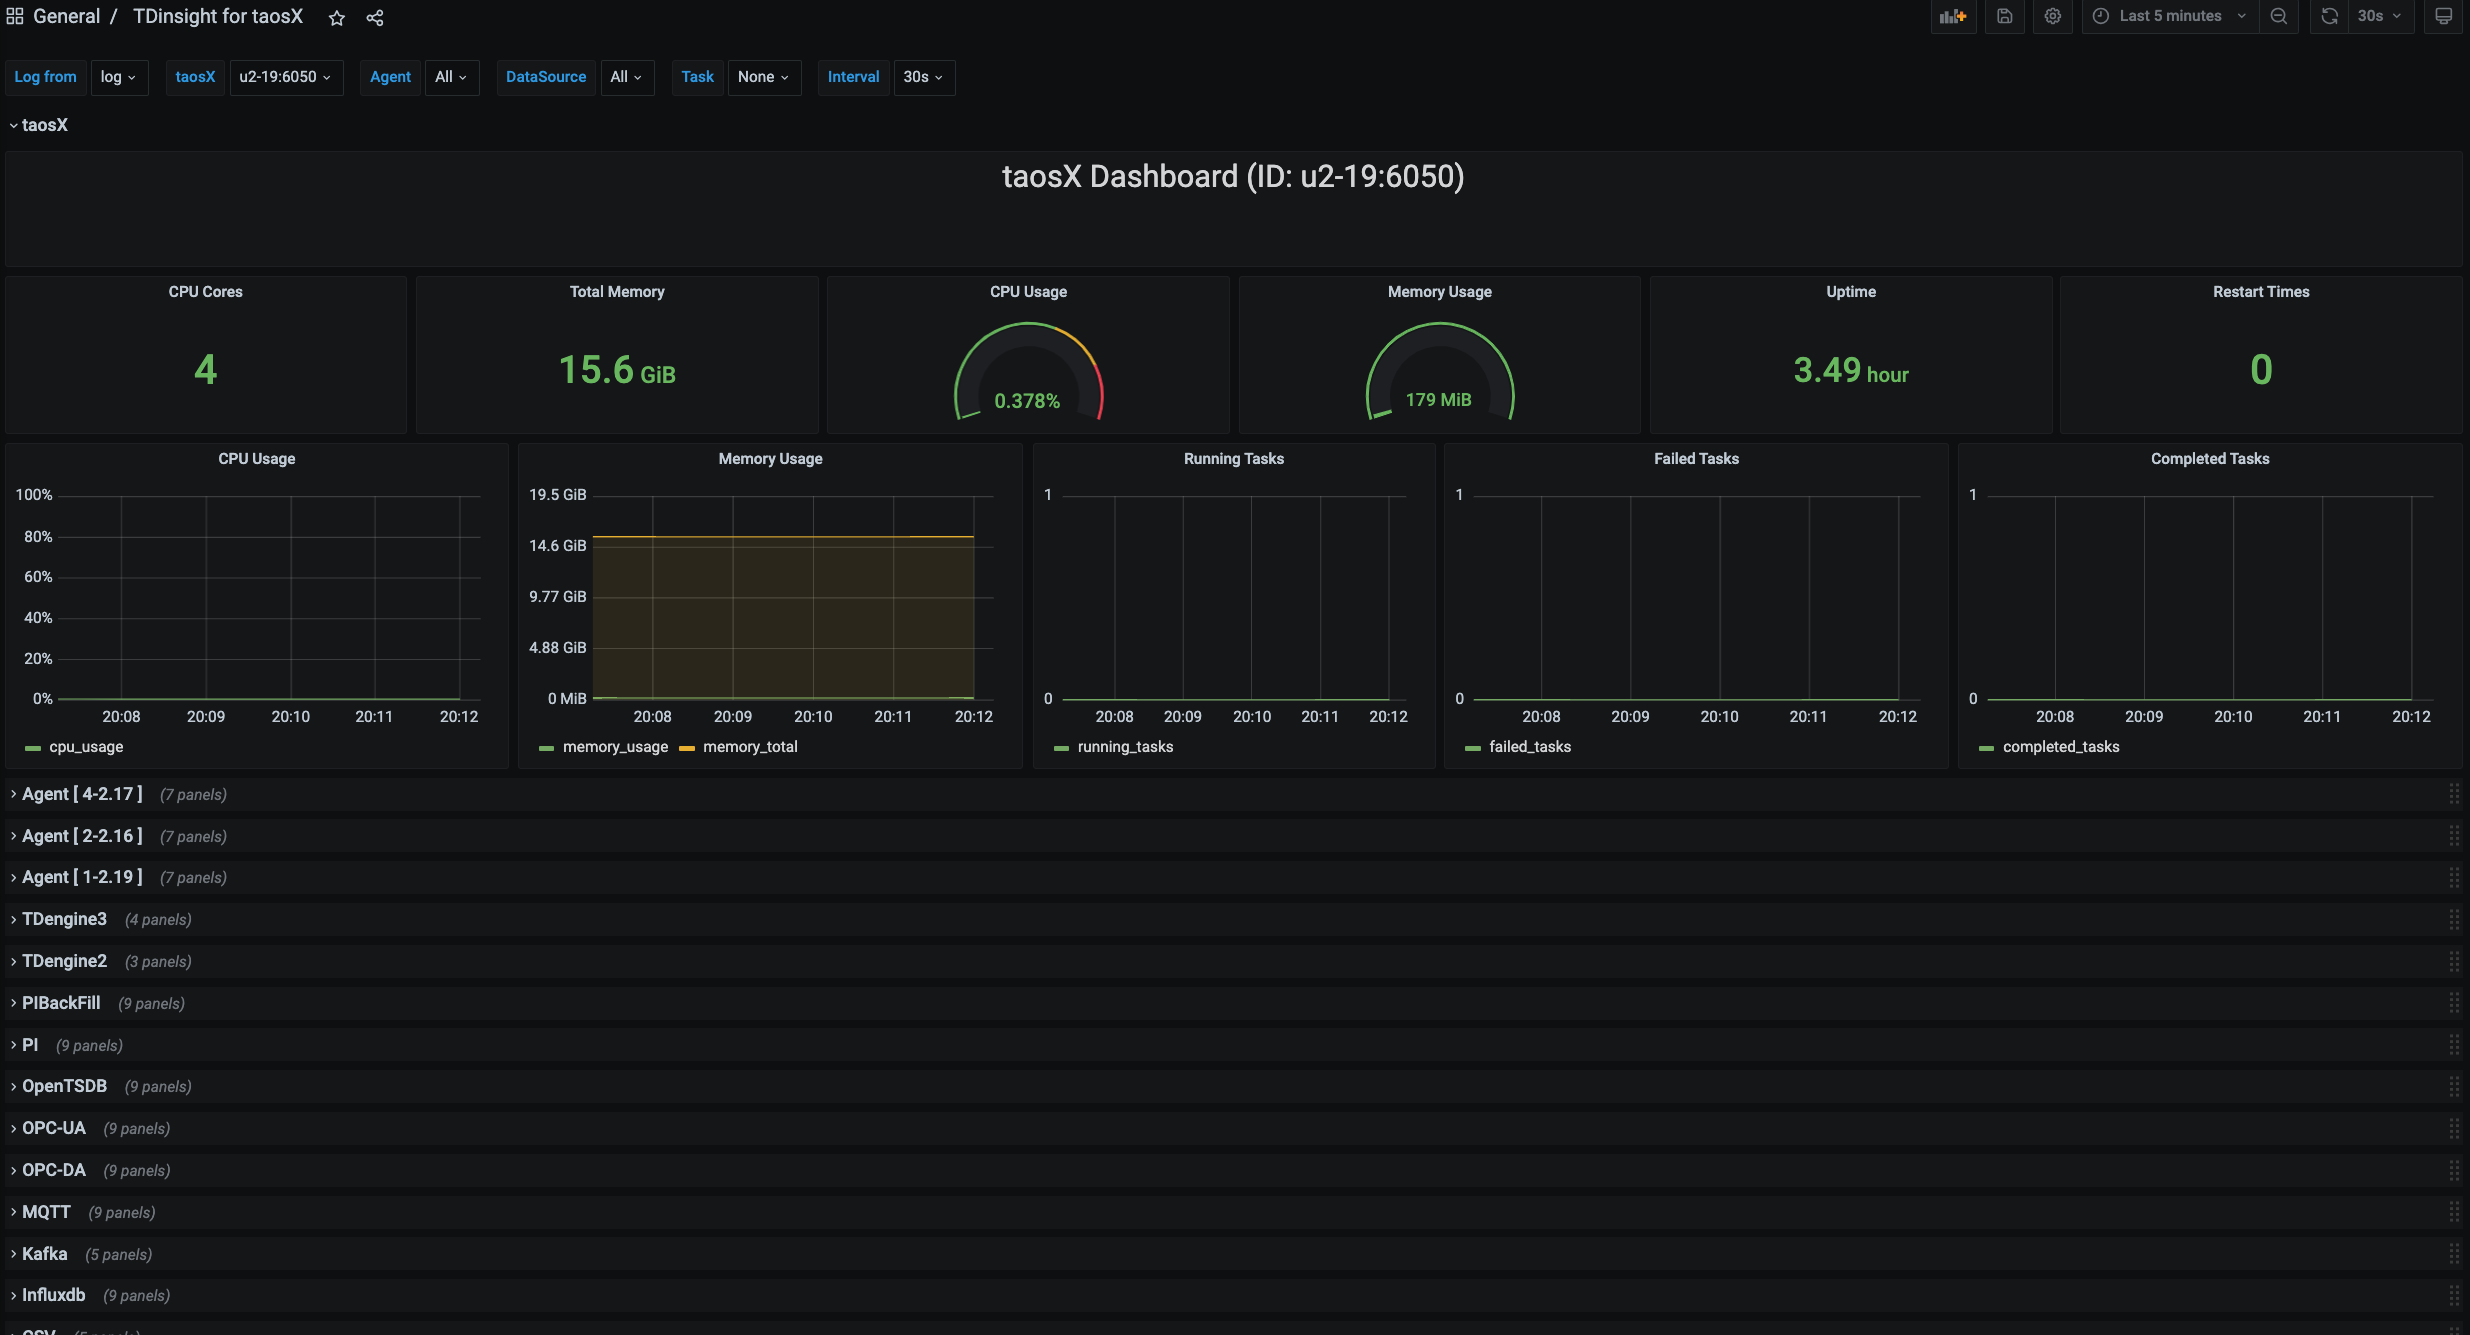 General / TDinsight for taosX
Last 5 minutes 30s
Log from log taosX u2-19:6050 Agent All DataSource All Task None Interval 30s
taosX
taosX Dashboard (ID: u2-19:6050)
CPU Cores
4
Total Memory
15.6 GiB
CPU Usage
0.378%
Memory Usage
179 MiB
Uptime
3.49 hour
Restart Times
0
CPU Usage
100%
80%
60%
40%
20%
0%
20:08 20:09 20:10 20:11 20:12
cpu_usage
Memory Usage
19.5 GiB
14.6 GiB
9.77 GiB
4.88 GiB
0 MiB
20:08 20:09 20:10 20:11 20:12
memory_usage memory_total
Running Tasks
1
0
20:08 20:09 20:10 20:11 20:12
running_tasks
Failed Tasks
1
0
20:08 20:09 20:10 20:11 20:12
failed_tasks
Completed Tasks
1
0
20:08 20:09 20:10 20:11 20:12
completed_tasks
Agent [ 4-2.17 ] (7 panels)
Agent [ 2-2.16 ] (7 panels)
Agent [ 1-2.19 ] (7 panels)
TDengine3 (4 panels)
TDengine2 (3 panels)
PIBackFill (9 panels)
PI (9 panels)
OpenTSDB (9 panels)
OPC-UA (9 panels)
OPC-DA (9 panels)
MQTT (9 panels)
Kafka (5 panels)
Influxdb (9 panels)